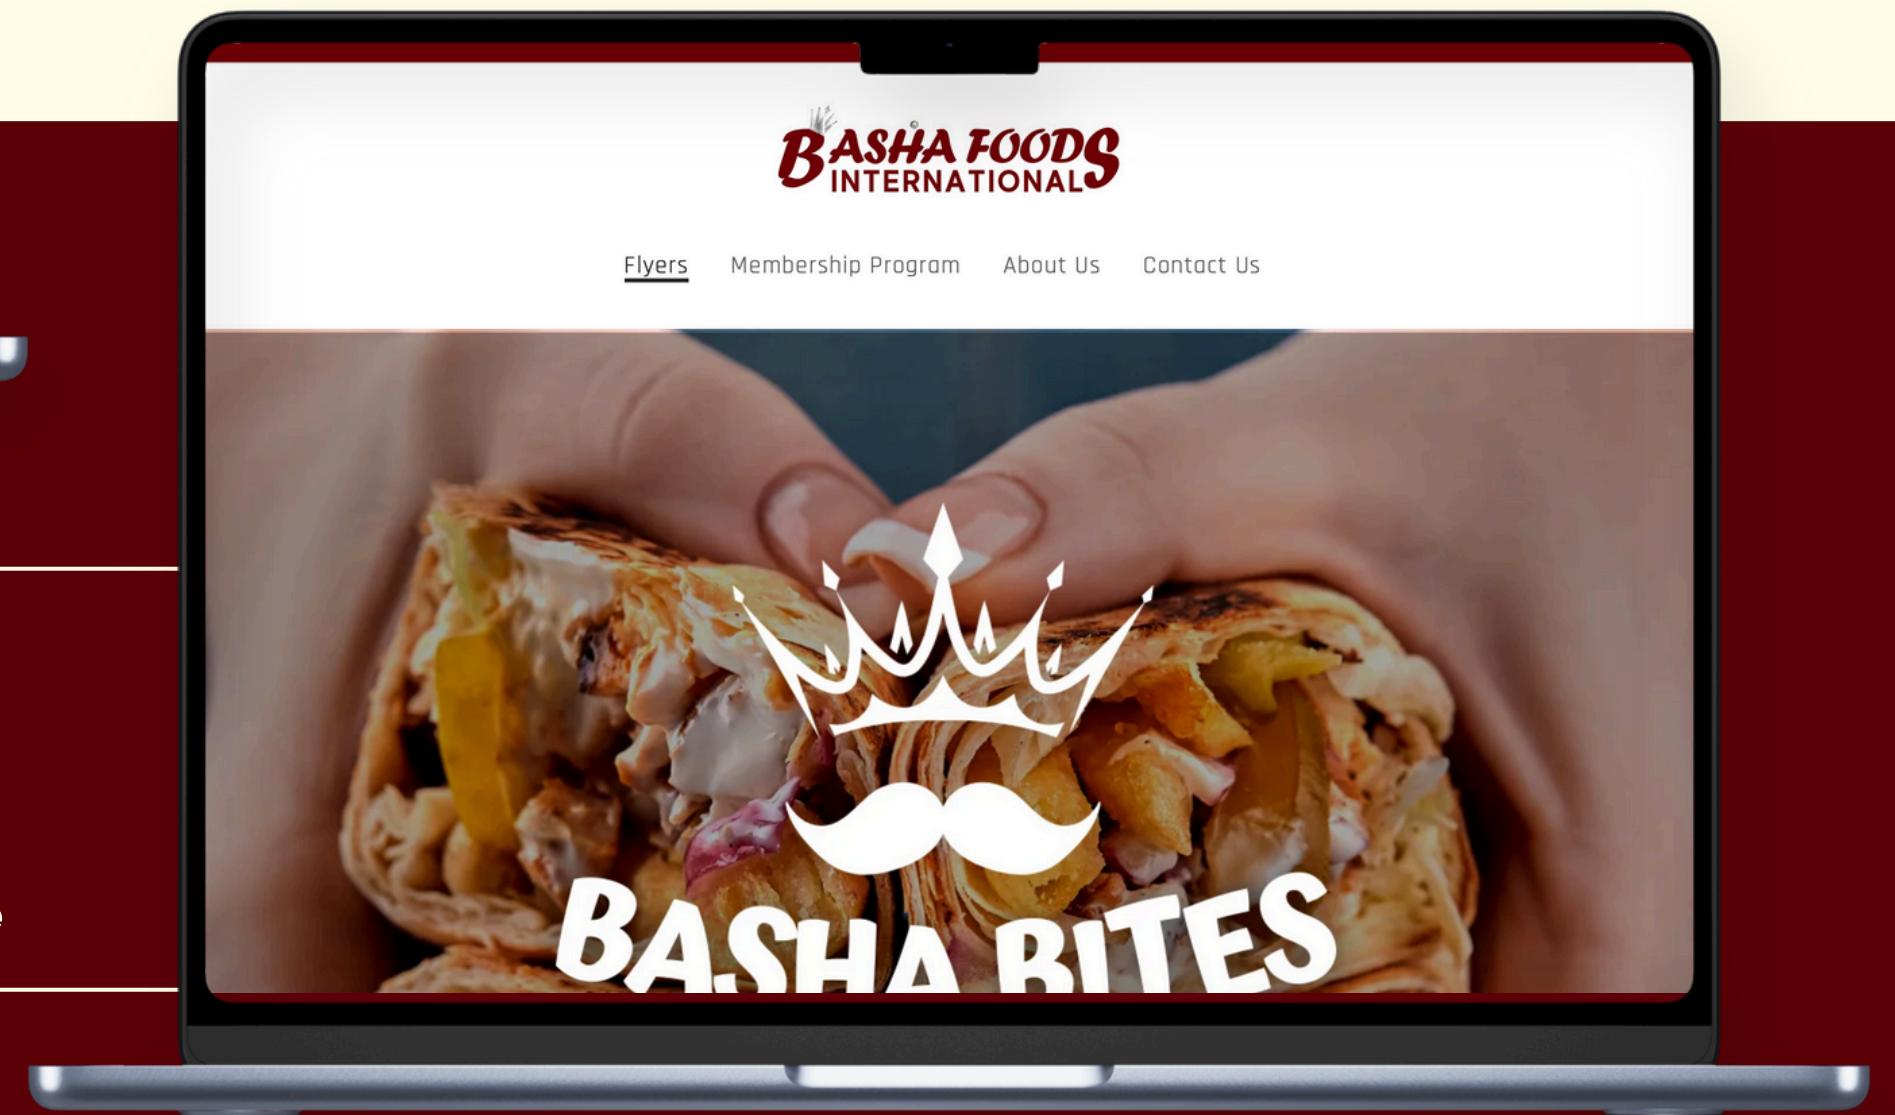 BASHA FOODS
INTERNATIONAL
Flyers Membership Program About Us Contact Us
BASHA BITES